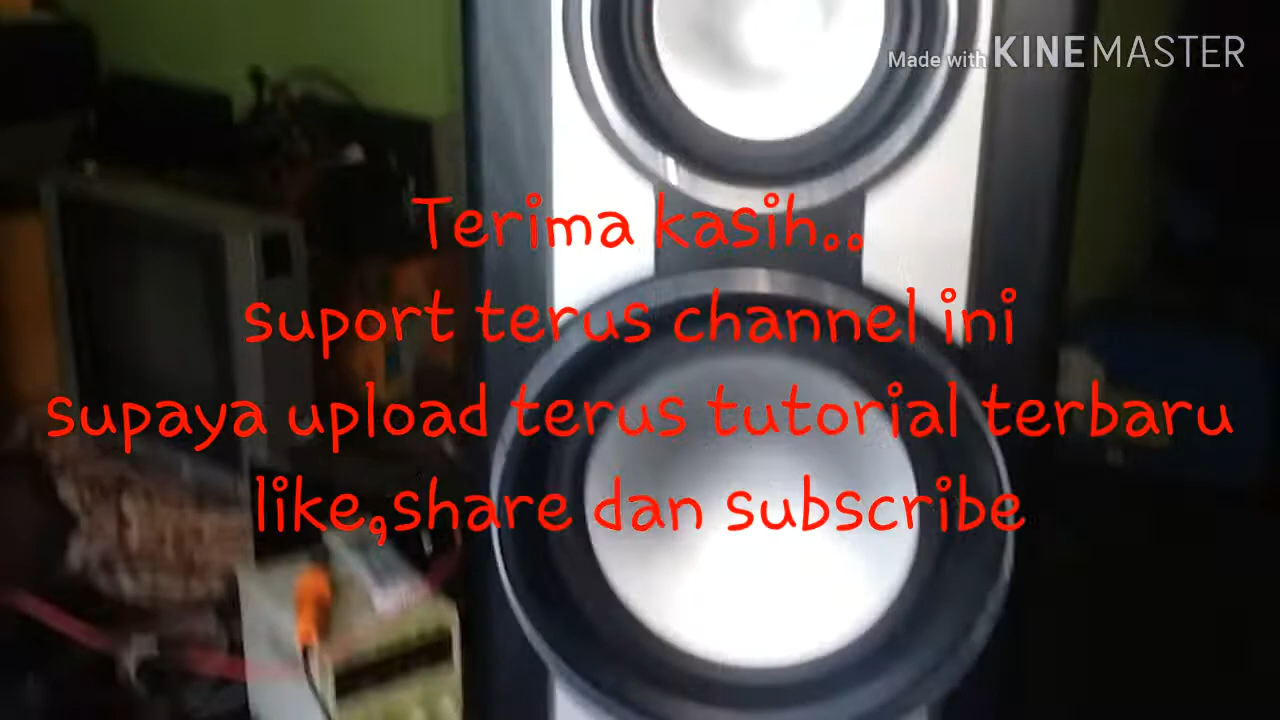 Made with KINEMASTER
Terima kasih..
suport terus channel ini
supaya upload terus tutorial terbaru
like,share dan subscribe